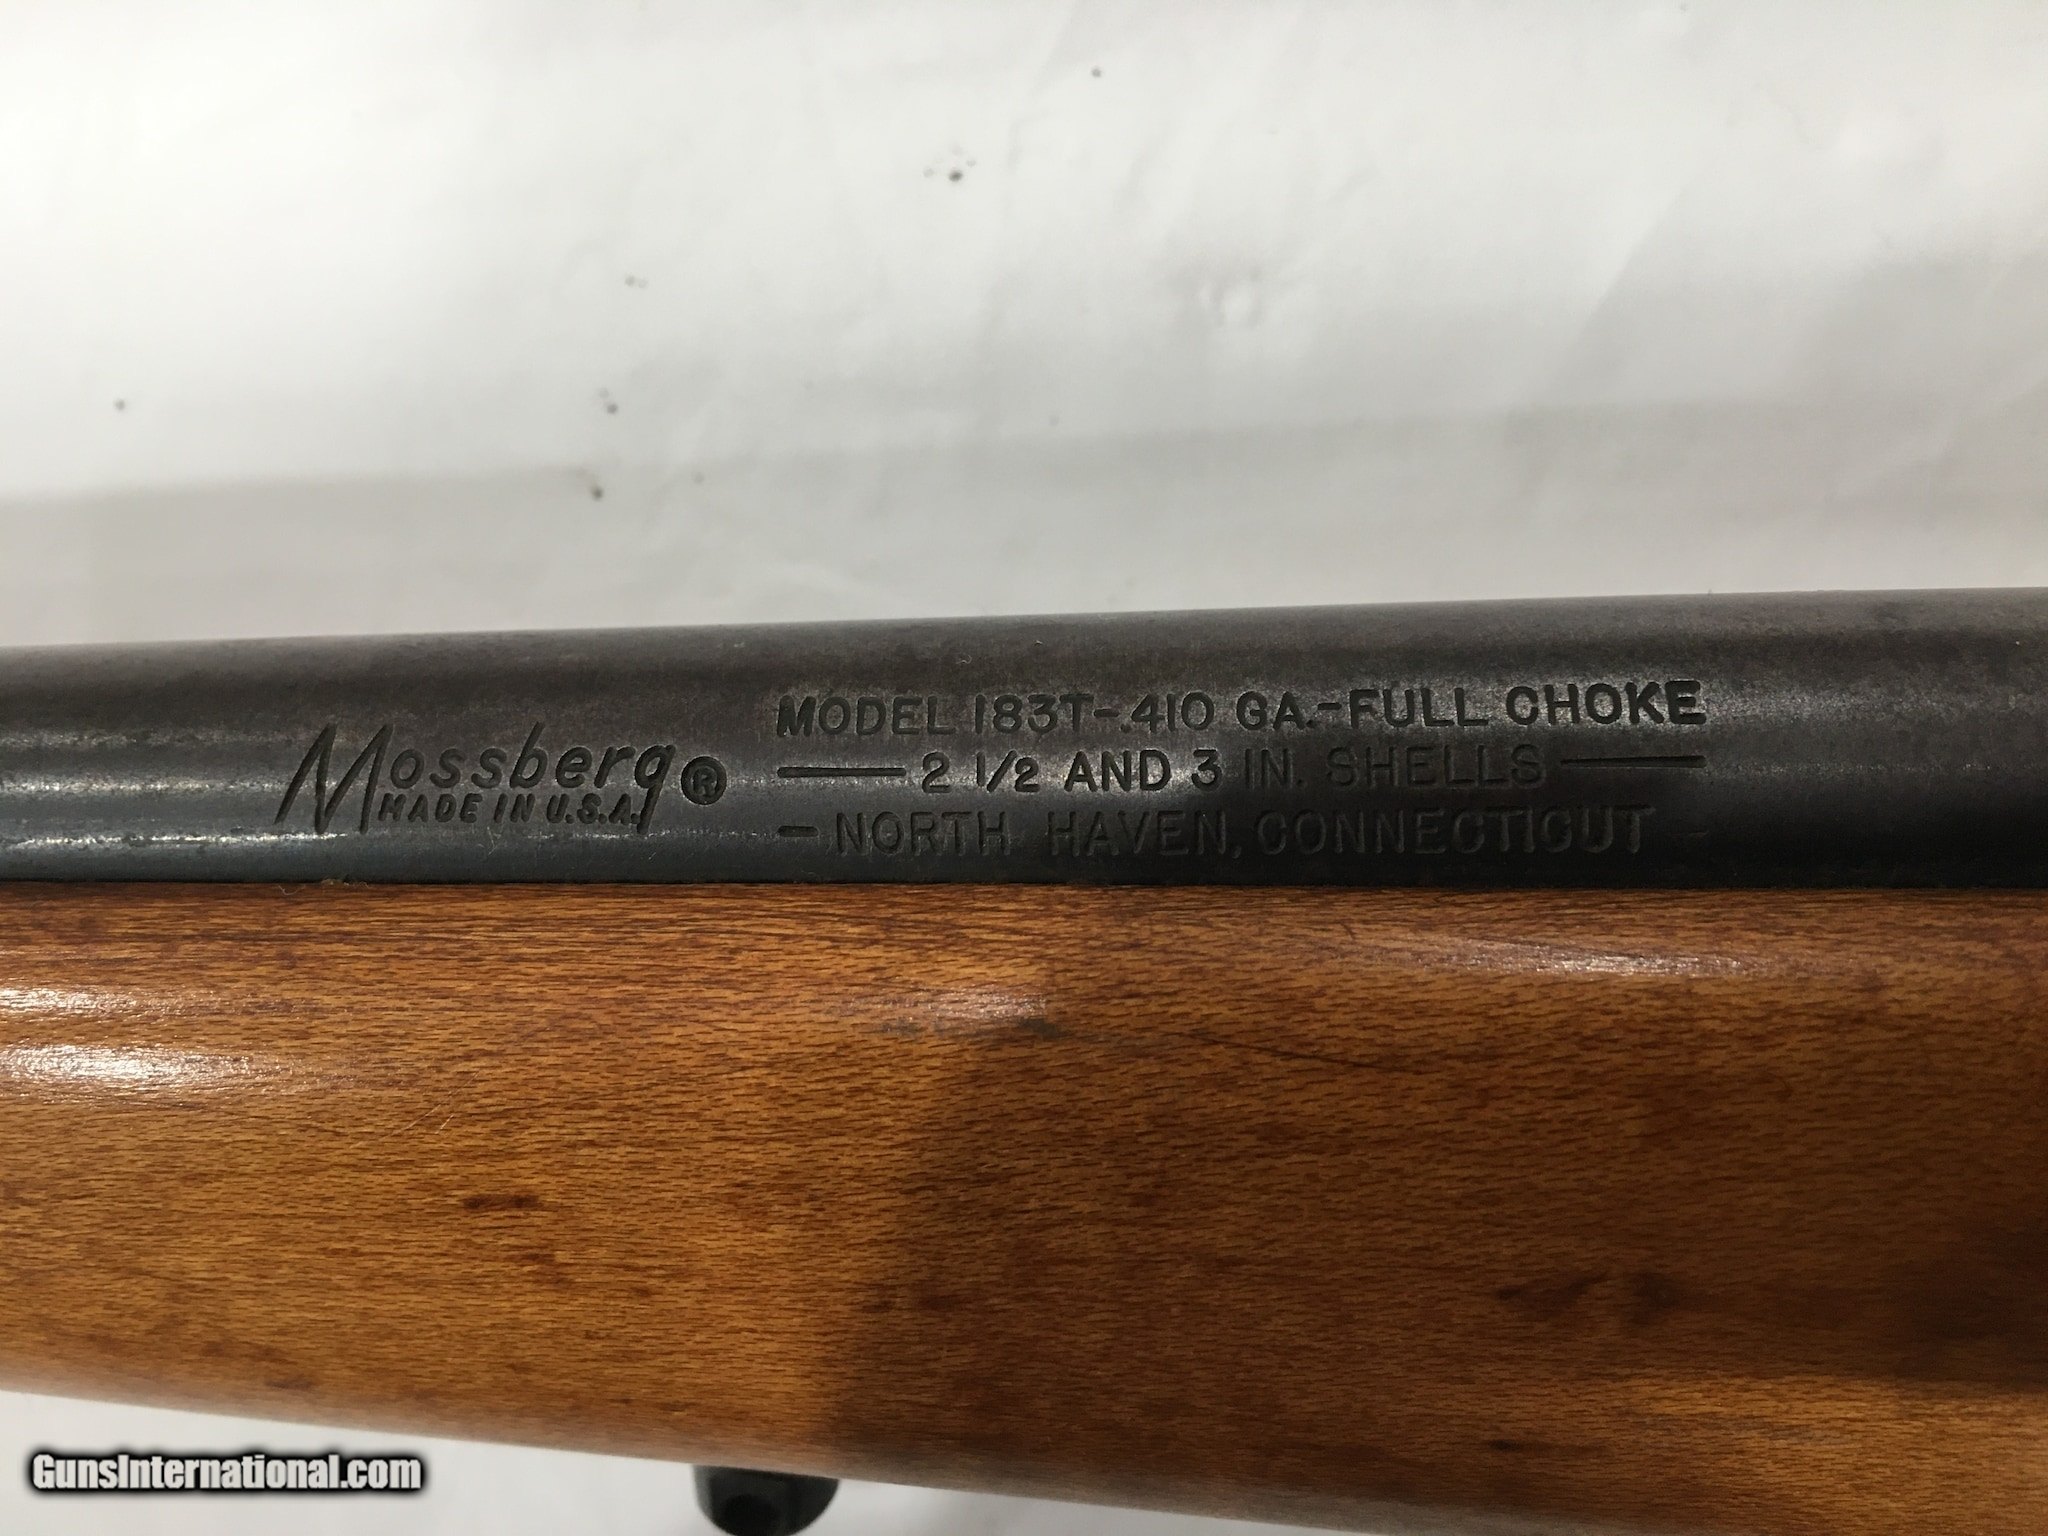 Mossberg®
MADE IN U.S.A.
MODEL 183T-.410 GA.-FULL CHOKE
— 2 1/2 AND 3 IN. SHELLS —
- NORTH HAVEN, CONNECTICUT
GunsInternational.com